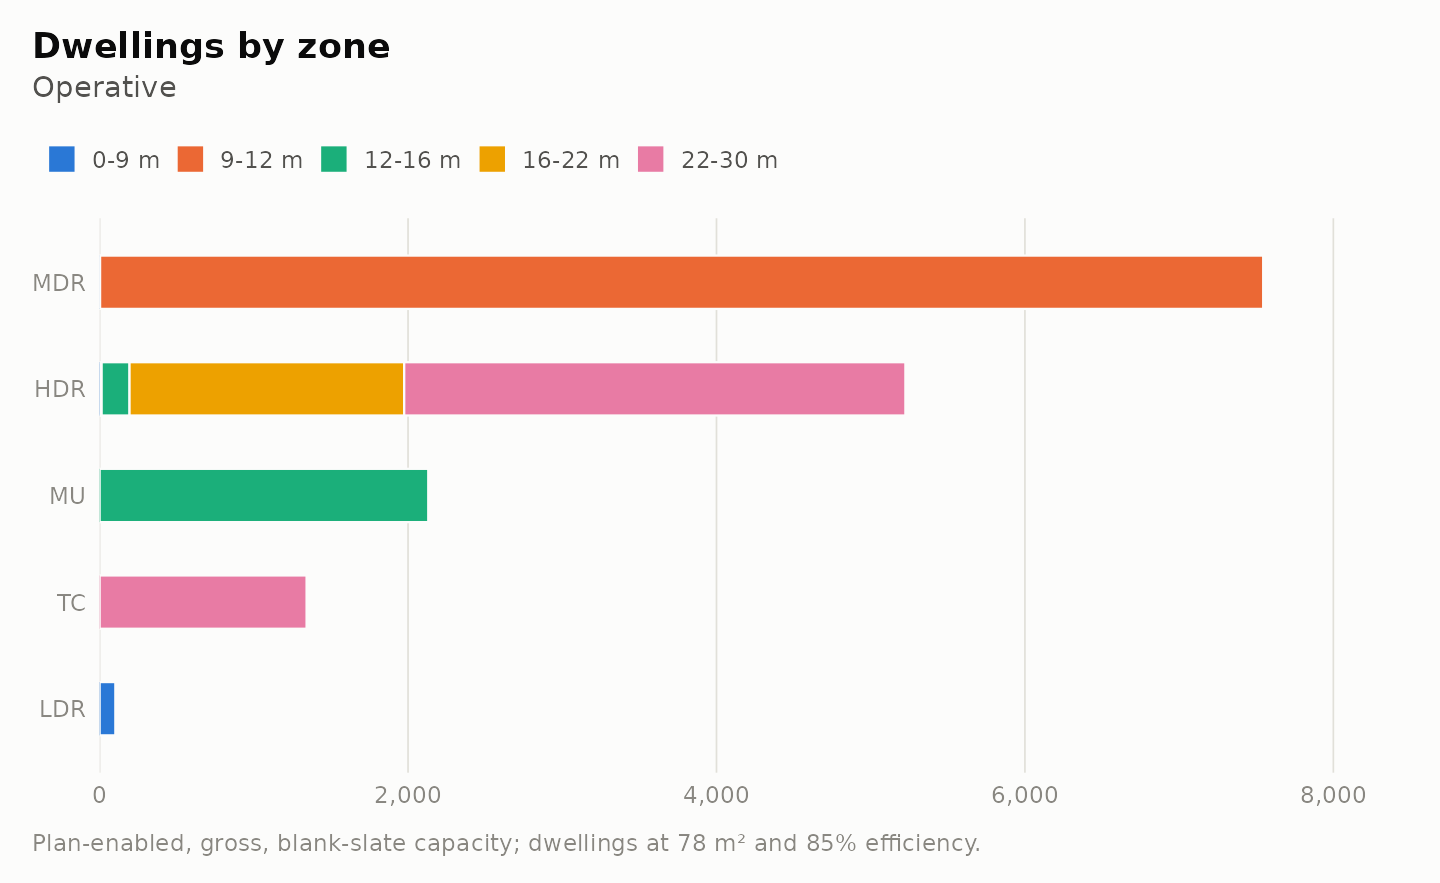 Dwellings by zone
Operative
0-9 m 9-12 m 12-16 m 16-22 m 22-30 m
MDR
HDR
MU
TC
LDR
0 2,000 4,000 6,000 8,000
Plan-enabled, gross, blank-slate capacity; dwellings at 78 m² and 85% efficiency.